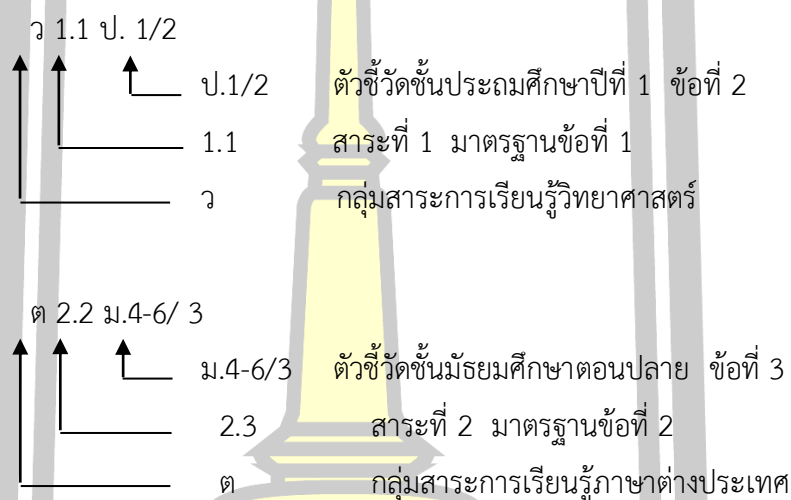 ว 1.1 ป. 1/2
ป.1/2 ตัวชี้วัดชั้นประถมศึกษาปีที่ 1 ข้อที่ 2
1.1 สาระที่ 1 มาตรฐานข้อที่ 1
ว กลุ่มสาระการเรียนรู้วิทยาศาสตร์
ต 2.2 ม.4-6/ 3
ม.4-6/3 ตัวชี้วัดชั้นมัธยมศึกษาตอนปลาย ข้อที่ 3
2.3 สาระที่ 2 มาตรฐานข้อที่ 2
ต กลุ่มสาระการเรียนรู้ภาษาต่างประเทศ